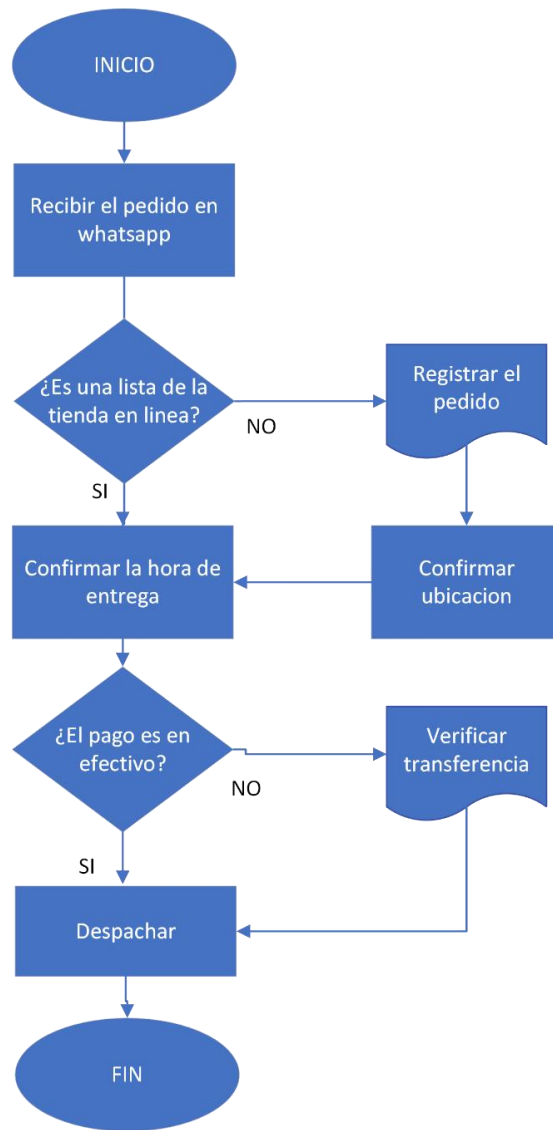 INICIO
Recibir el pedido en
whatsapp
¿Es una lista de la
tienda en linea?
NO
Registrar el
pedido
SI
Confirmar la hora de
entrega
Confirmar
ubicacion
¿El pago es en
efectivo?
NO
Verificar
transferencia
SI
Despachar
FIN